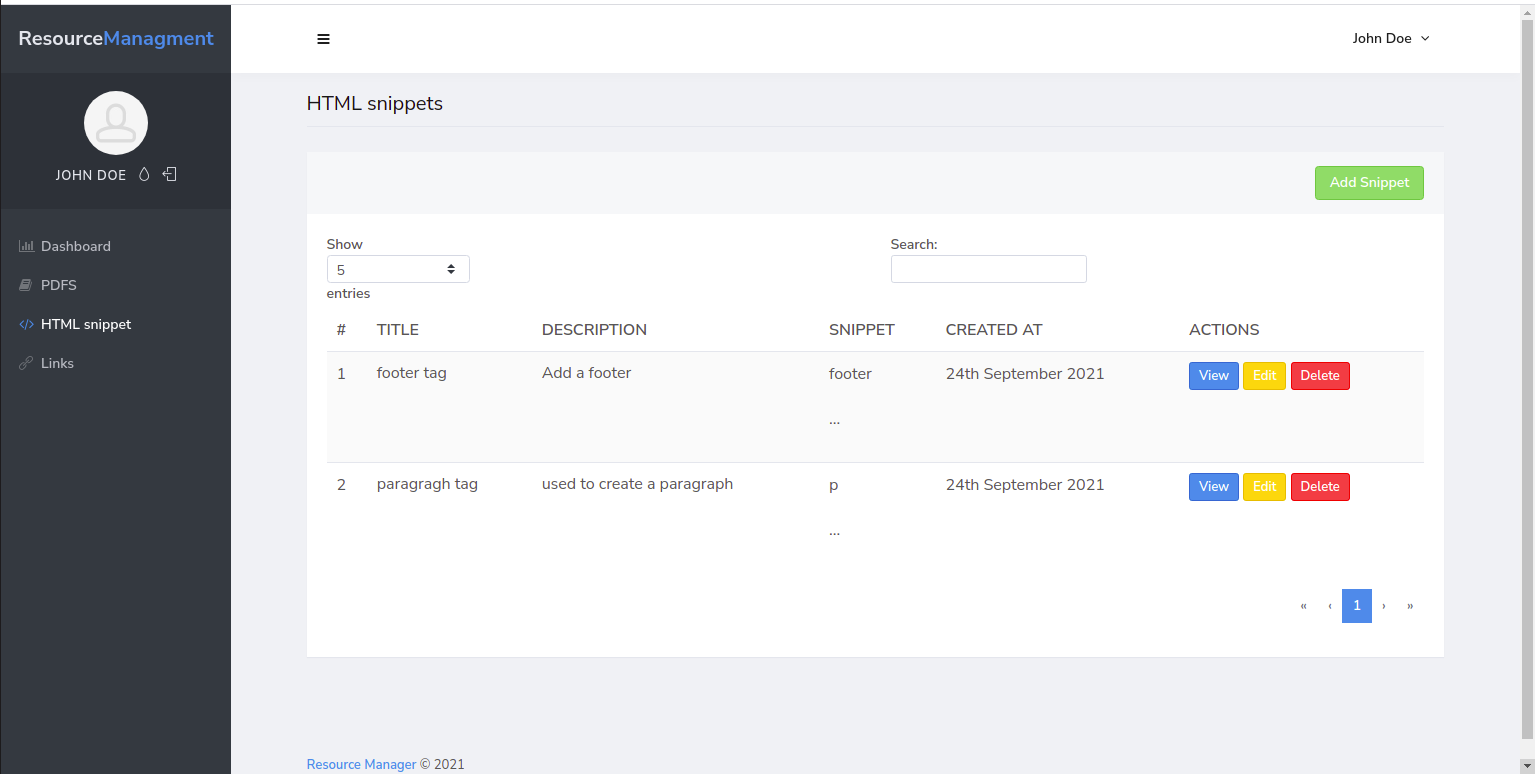 ResourceManagment
John Doe
JOHN DOE
Dashboard
PDFS
HTML snippet
Links
HTML snippets
Add Snippet
Show
5
entries
Search:
# TITLE DESCRIPTION SNIPPET CREATED AT ACTIONS
1 footer tag Add a footer footer 24th September 2021 View Edit Delete
...
2 paragragh tag used to create a paragraph p 24th September 2021 View Edit Delete
...
« ‹ 1 › »
Resource Manager © 2021